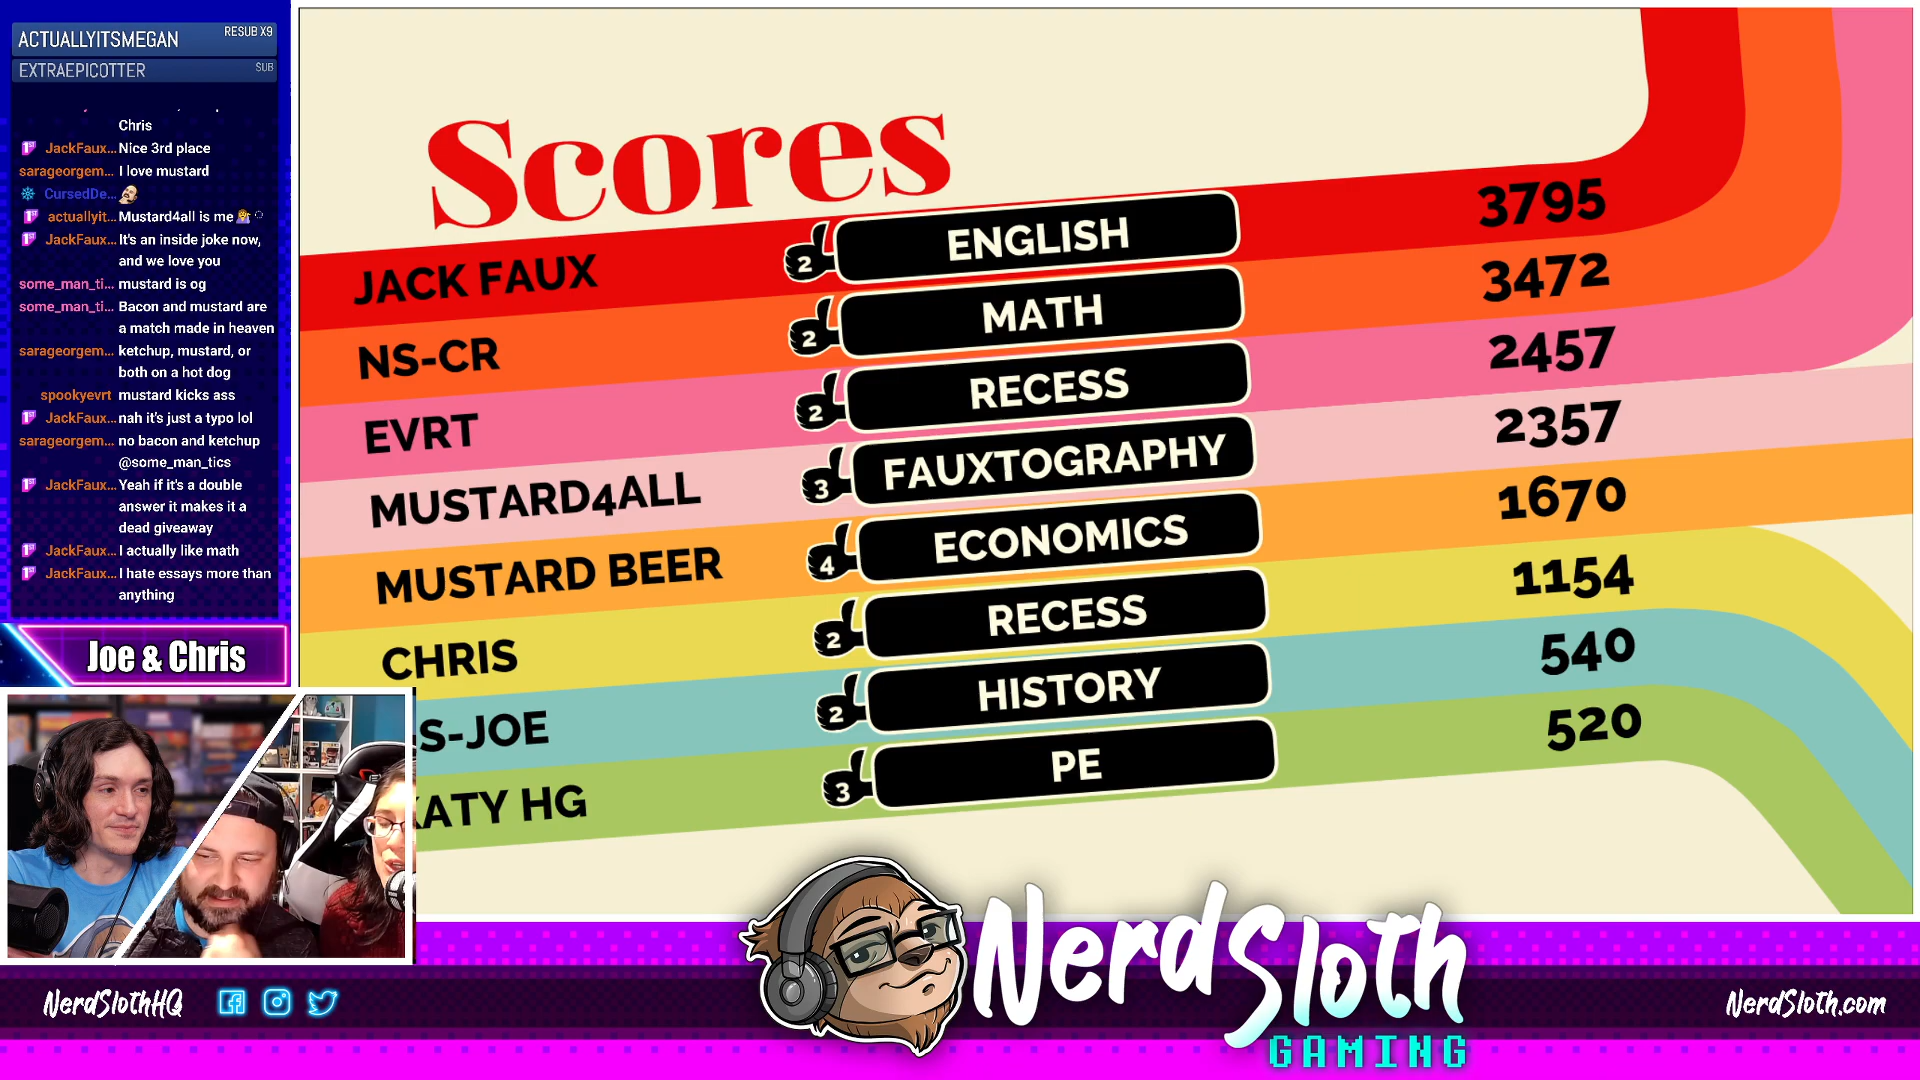 ACTUALLYITSMEGAN RESUB X9
EXTRAEPICOTTER SUB
Chris
JackFaux... Nice 3rd place
sarageorgem... I love mustard
CursedDe...
actuallyit... Mustard4all is me
JackFaux... It's an inside joke now,
and we love you
some_man_ti... mustard is og
some_man_ti... Bacon and mustard are
a match made in heaven
sarageorgem... ketchup, mustard, or
both on a hot dog
spookyevrt mustard kicks ass
JackFaux... nah it's just a typo lol
sarageorgem... no bacon and ketchup
@some_man_tics
JackFaux... Yeah if it's a double
answer it makes it a
dead giveaway
JackFaux... I actually like math
JackFaux... I hate essays more than
anything
Joe & Chris
Scores
JACK FAUX 2 ENGLISH 3795
NS-CR 2 MATH 3472
EVRT 2 RECESS 2457
MUSTARD4ALL 3 FAUXTOGRAPHY 2357
MUSTARD BEER 4 ECONOMICS 1670
CHRIS 2 RECESS 1154
S-JOE 2 HISTORY 540
KATY HG 3 PE 520
NerdSloth
GAMING
NerdSlothHQ
NerdSloth.com